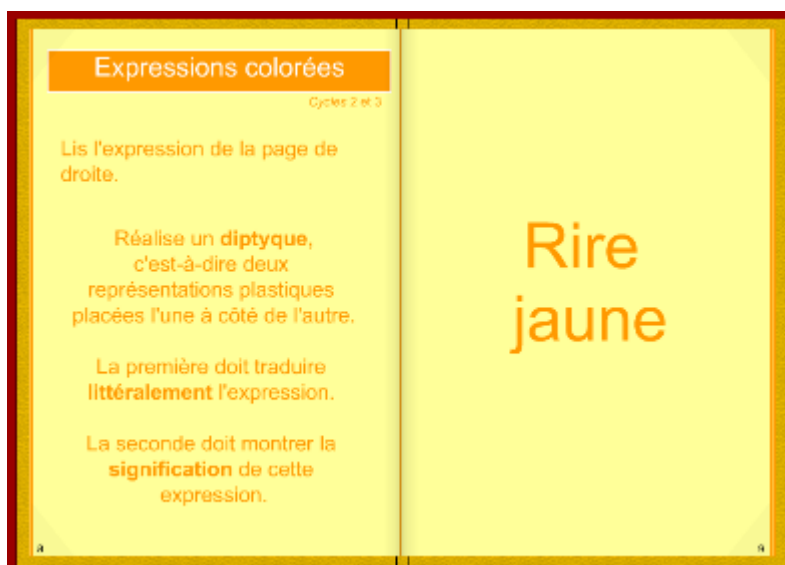 Expressions colorées
Cycles 2 et 3
Lis l'expression de la page de
droite.
Réalise un diptyque,
c'est-à-dire deux
représentations plastiques
placées l'une à côté de l'autre.
La première doit traduire
littéralement l'expression.
La seconde doit montrer la
signification de cette
expression.
8
Rire
jaune
9